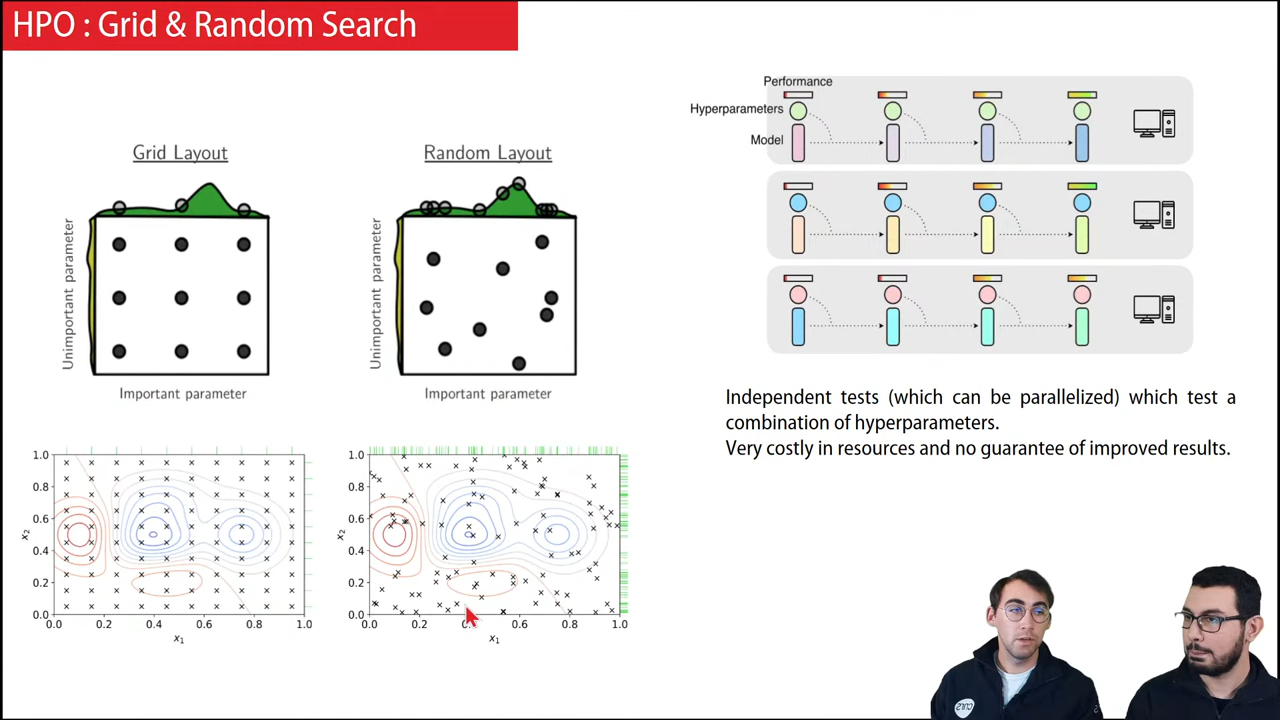 HPO : Grid & Random Search
Grid Layout
Unimportant parameter
Important parameter
Random Layout
Unimportant parameter
Important parameter
Performance
Hyperparameters
Model
Independent tests (which can be parallelized) which test a
combination of hyperparameters.
Very costly in resources and no guarantee of improved results.
1.0
0.8
0.6
0.4
0.2
0.0
x₂
0.0 0.2 0.4 0.6 0.8 1.0
x₁
1.0
0.8
0.6
0.4
0.2
0.0
x₂
0.0 0.2 0.4 0.6 0.8 1.0
x₁